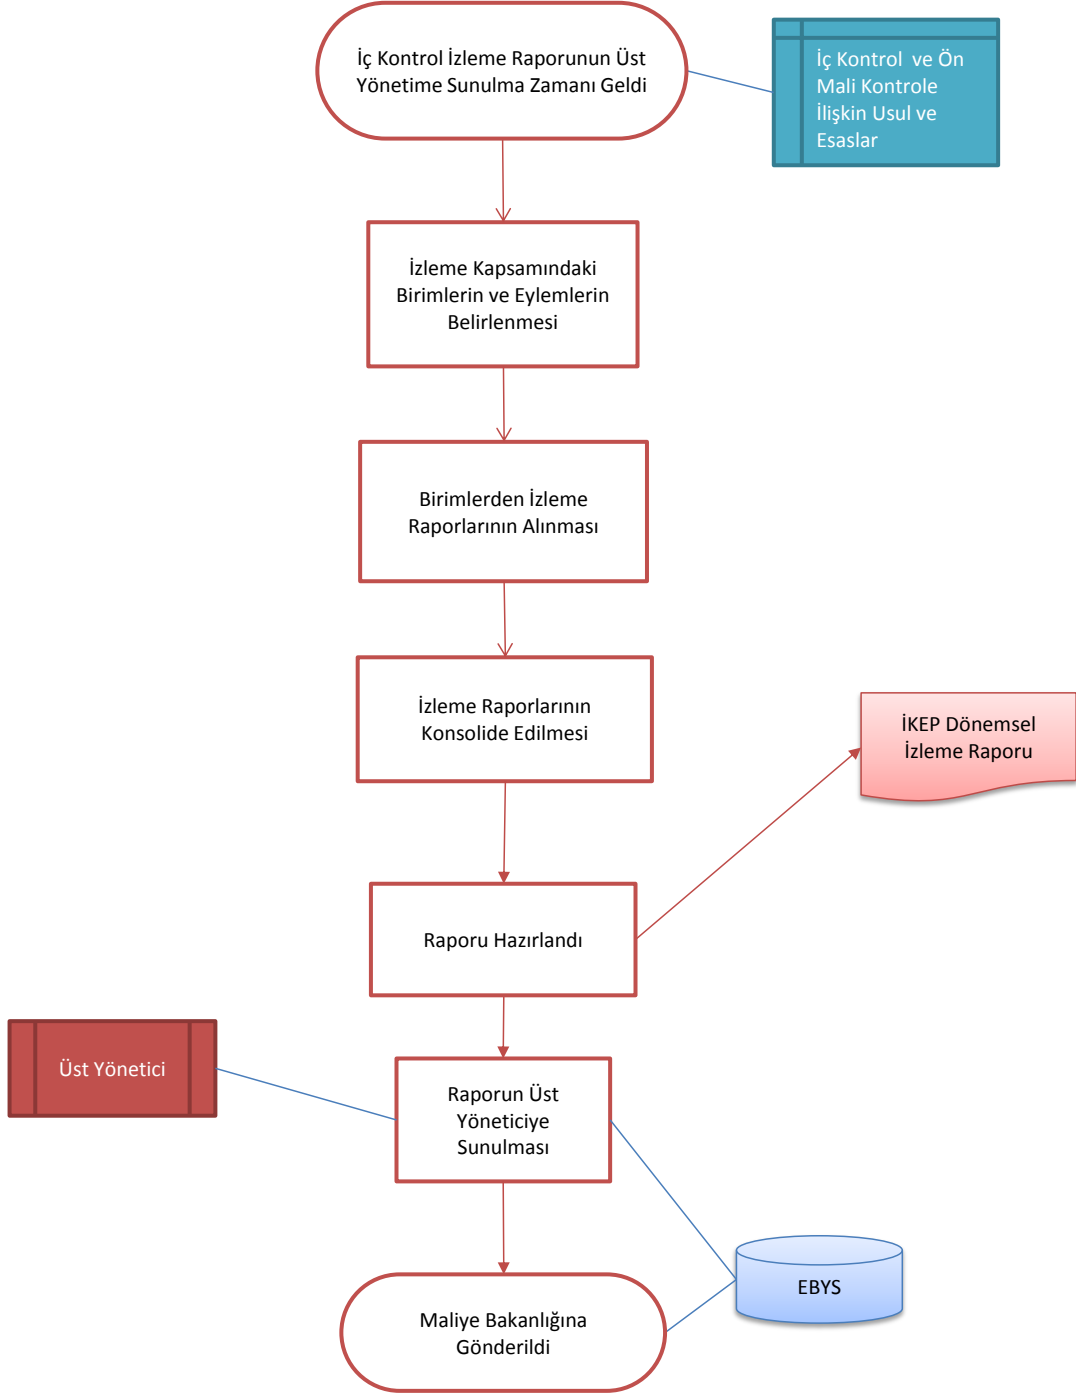 İç Kontrol İzleme Raporunun Üst
Yönetime Sunulma Zamanı Geldi
İç Kontrol ve Ön
Mali Kontrole
İlişkin Usul ve
Esaslar
İzleme Kapsamındaki
Birimlerin ve Eylemlerin
Belirlenmesi
Birimlerden İzleme
Raporlarının Alınması
İzleme Raporlarının
Konsolide Edilmesi
İKEP Dönemsel
İzleme Raporu
Raporu Hazırlandı
Üst Yönetici
Raporun Üst
Yöneticiye
Sunulması
EBYS
Maliye Bakanlığına
Gönderildi